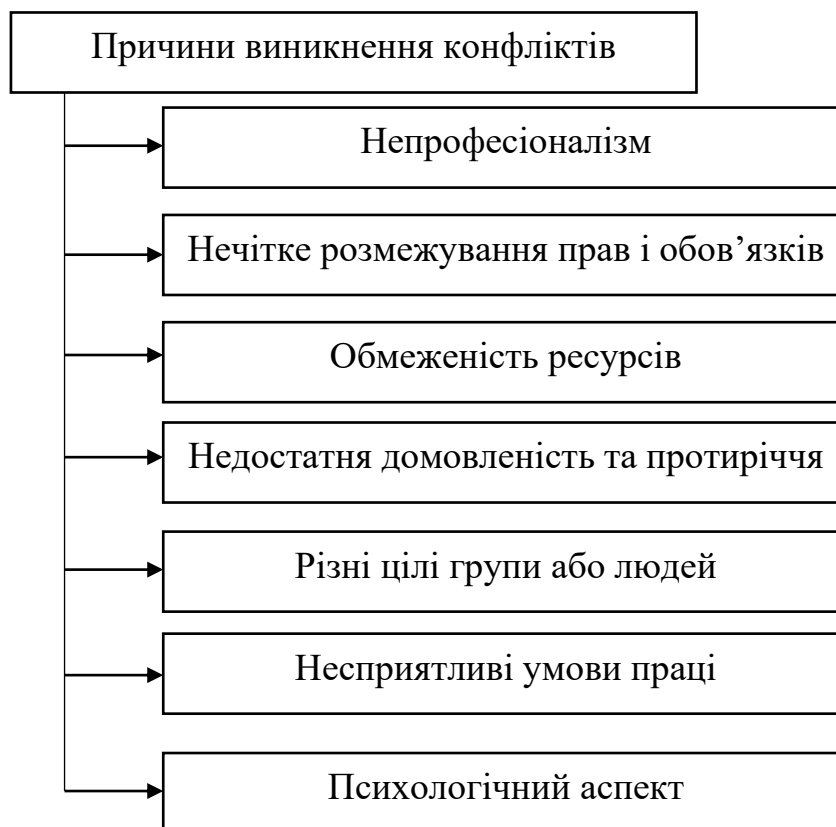 Причини виникнення конфліктів
Непрофесіоналізм
Нечітке розмежування прав і обов’язків
Обмеженість ресурсів
Недостатня домовленість та протиріччя
Різні цілі групи або людей
Несприятливі умови праці
Психологічний аспект